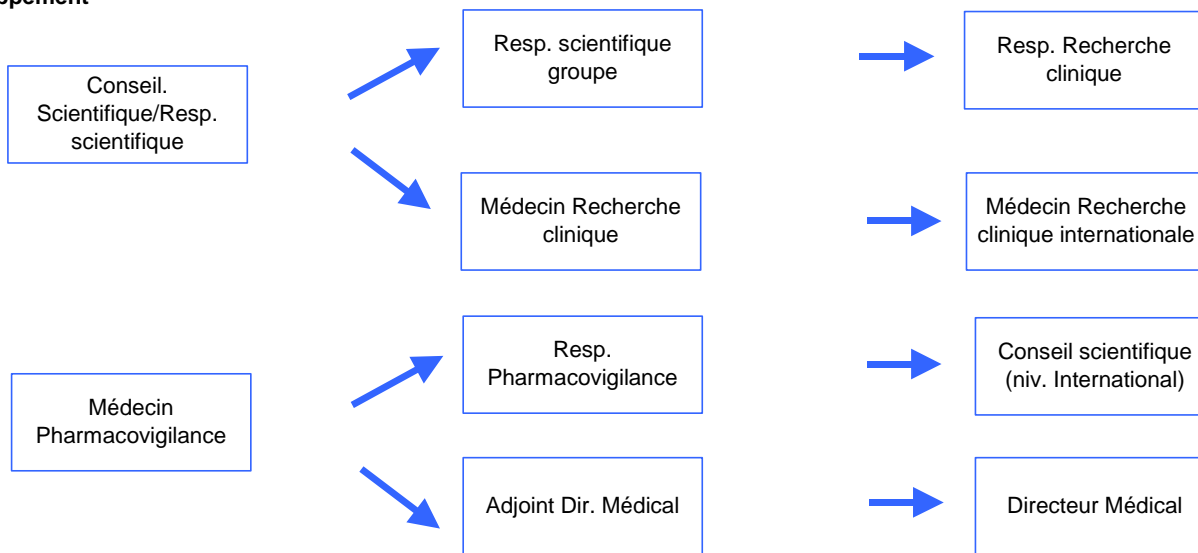 Conseil.
Scientifique/Resp.
scientifique
Resp. scientifique
groupe
Resp. Recherche
clinique
Médecin Recherche
clinique
Médecin Recherche
clinique internationale
Médecin
Pharmacovigilance
Resp.
Pharmacovigilance
Conseil scientifique
(niv. International)
Adjoint Dir. Médical
Directeur Médical